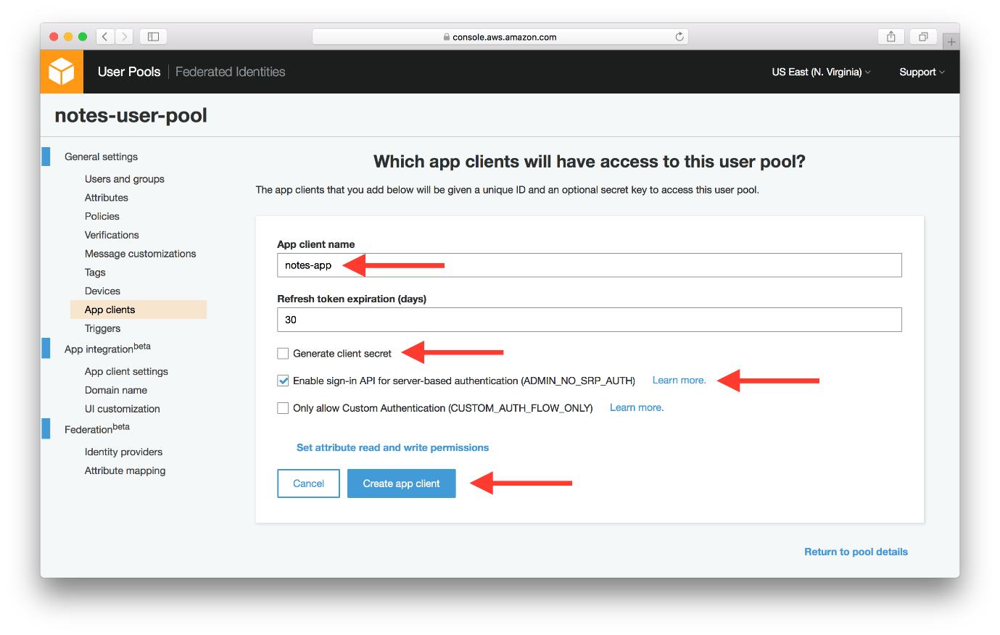 console.aws.amazon.com
User Pools
Federated Identities
US East (N. Virginia)
Support
notes-user-pool
General settings
Users and groups
Attributes
Policies
Verifications
Message customizations
Tags
Devices
App clients
Triggers
App integration beta
App client settings
Domain name
UI customization
Federation beta
Identity providers
Attribute mapping
Which app clients will have access to this user pool?
The app clients that you add below will be given a unique ID and an optional secret key to access this user pool.
App client name
notes-app
Refresh token expiration (days)
30
Generate client secret
Enable sign-in API for server-based authentication (ADMIN_NO_SRP_AUTH) Learn more.
Only allow Custom Authentication (CUSTOM_AUTH_FLOW_ONLY) Learn more.
Set attribute read and write permissions
Cancel
Create app client
Return to pool details